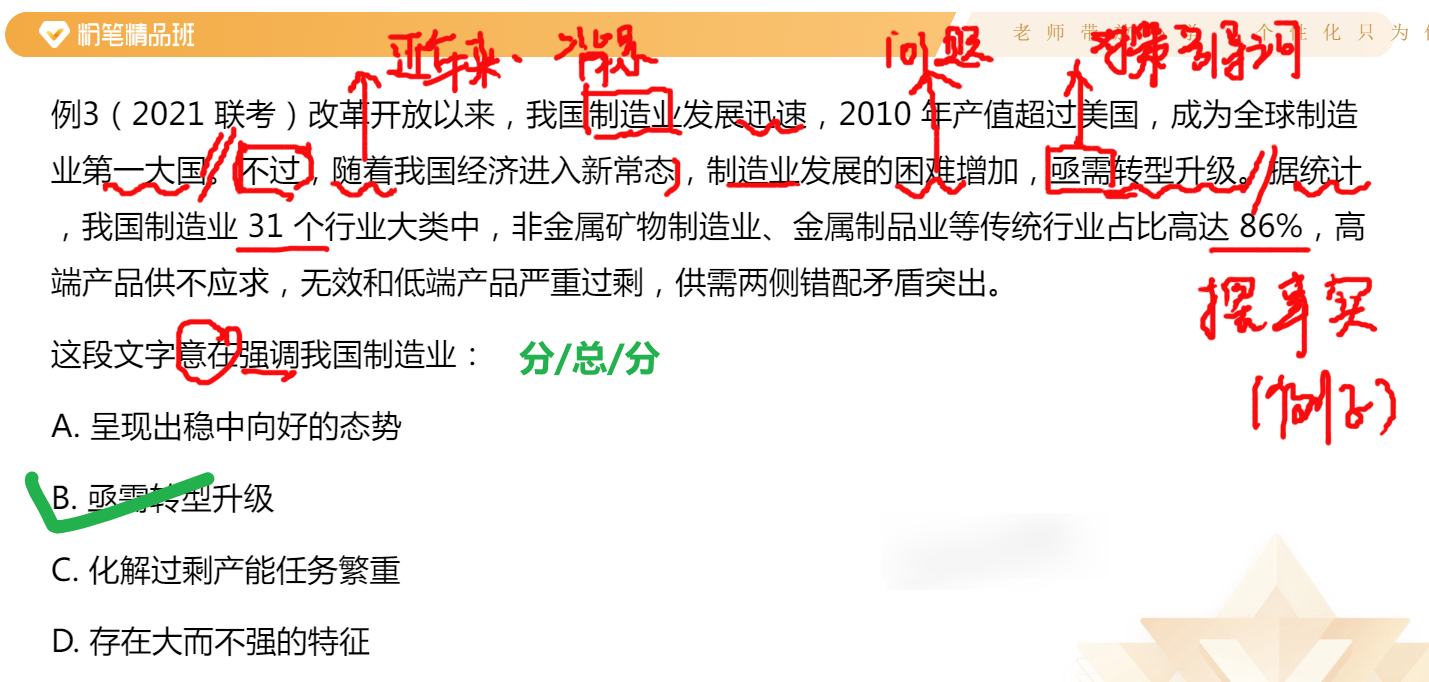 粉笔精品班
老师带 个性化只为
近年来、背景
问题
对策引导词
例3（2021 联考）改革开放以来，我国制造业发展迅速，2010 年产值超过美国，成为全球制造
业第一大国。不过，随着我国经济进入新常态，制造业发展的困难增加，亟需转型升级。据统计
，我国制造业 31 个行业大类中，非金属矿物制造业、金属制品业等传统行业占比高达 86%，高
端产品供不应求，无效和低端产品严重过剩，供需两侧错配矛盾突出。
摆事实
（例子）
这段文字意在强调我国制造业：
分/总/分
A. 呈现出稳中向好的态势
B. 亟需转型升级
C. 化解过剩产能任务繁重
D. 存在大而不强的特征